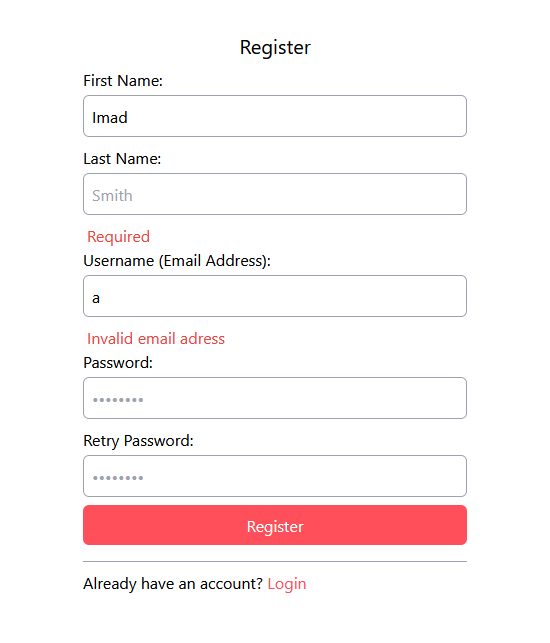 Register
First Name:
Imad
Last Name:
Smith
Required
Username (Email Address):
a
Invalid email adress
Password:
••••••••
Retry Password:
••••••••
Register
Already have an account? Login